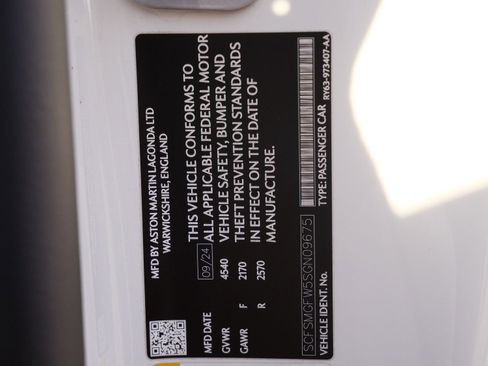 MFD BY ASTON MARTIN LAGONDA LTD
WARWICKSHIRE, ENGLAND
THIS VEHICLE CONFORMS TO
ALL APPLICABLE FEDERAL MOTOR
VEHICLE SAFETY, BUMPER AND
THEFT PREVENTION STANDARDS
IN EFFECT ON THE DATE OF
MANUFACTURE.
MFD DATE 09/24
GVWR 4540
GAWR F 2170
R 2570
SCFSMGFW5SGN09675
VEHICLE IDENT. No. TYPE: PASSENGER CAR
RY63-973407-AA